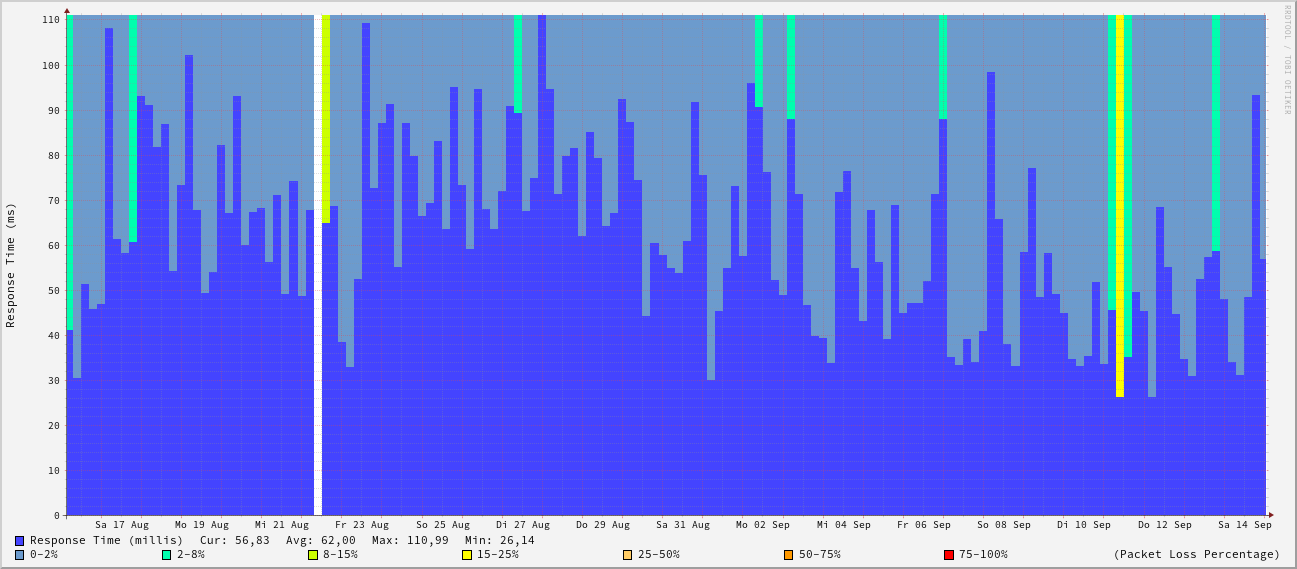 RRDTOOL / TOBI OETIKER
Response Time (ms)
110
100
90
80
70
60
50
40
30
20
10
0
Sa 17 Aug Mo 19 Aug Mi 21 Aug Fr 23 Aug So 25 Aug Di 27 Aug Do 29 Aug Sa 31 Aug Mo 02 Sep Mi 04 Sep Fr 06 Sep So 08 Sep Di 10 Sep Do 12 Sep Sa 14 Sep
Response Time (millis) Cur: 56,83 Avg: 62,00 Max: 110,99 Min: 26,14
0-2% 2-8% 8-15% 15-25% 25-50% 50-75% 75-100% (Packet Loss Percentage)